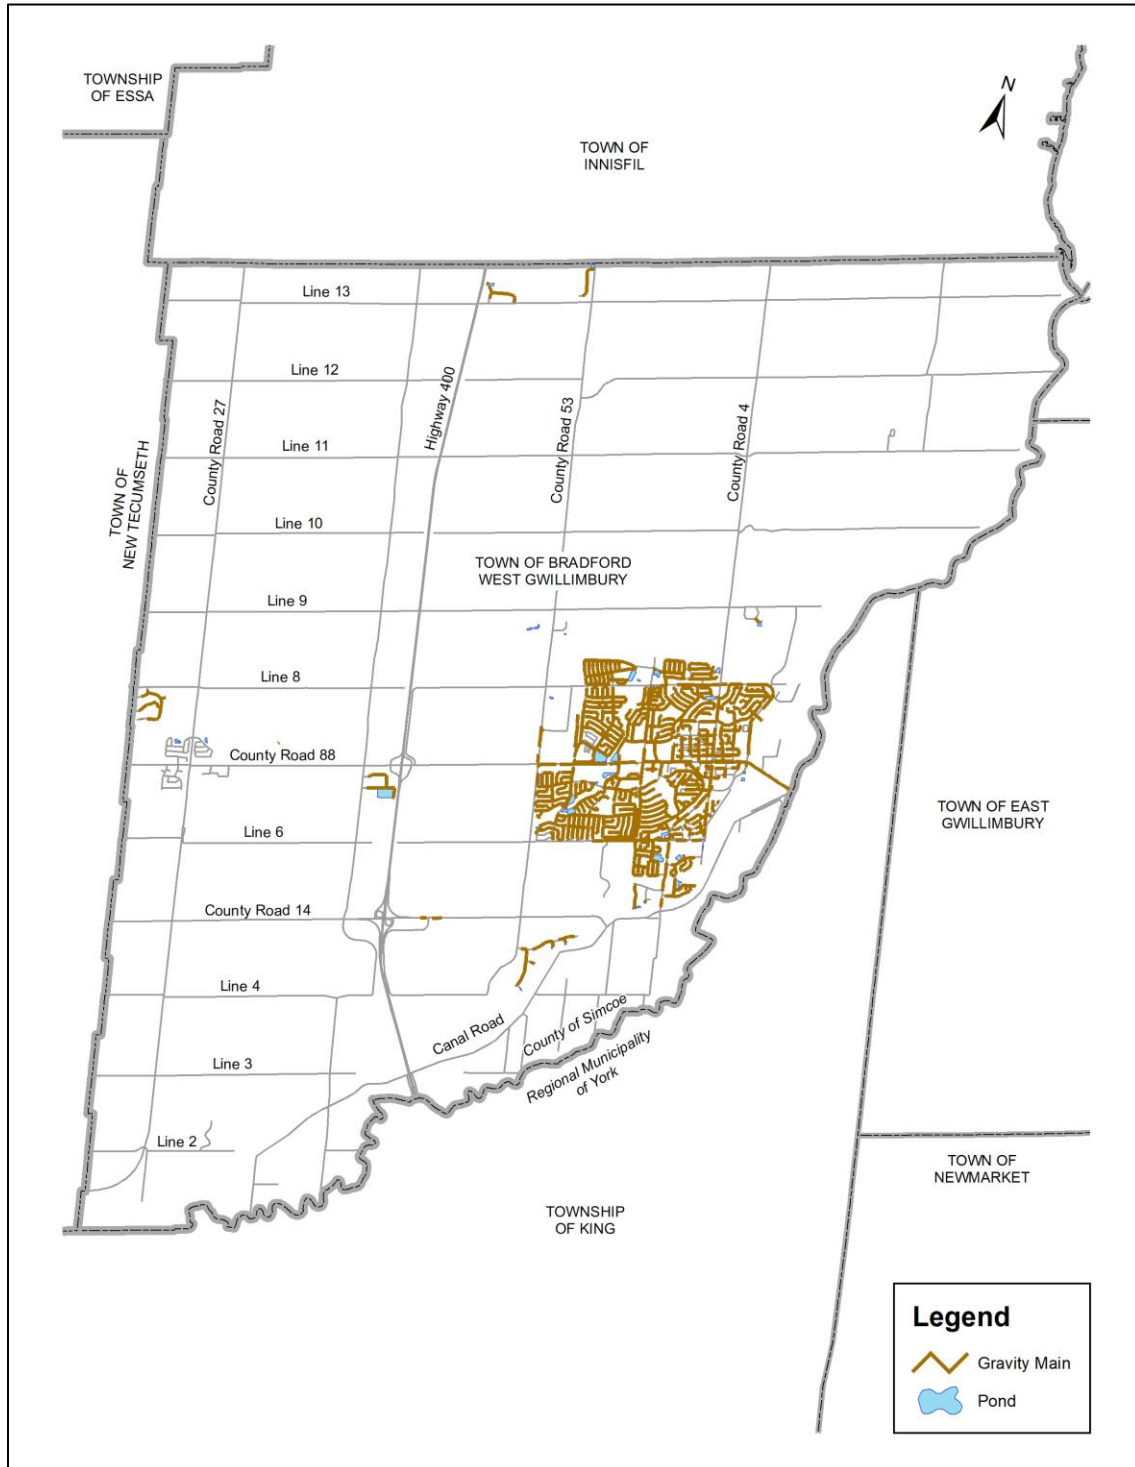 TOWNSHIP
OF ESSA
N
TOWN OF
INNISFIL
Line 13
Line 12
Highway 400
County Road 27
County Road 53
County Road 4
Line 11
TOWN OF
NEW TECUMSETH
Line 10
TOWN OF BRADFORD
WEST GWILLIMBURY
Line 9
Line 8
County Road 88
TOWN OF EAST
GWILLIMBURY
Line 6
County Road 14
Line 4
Canal Road
County of Simcoe
Regional Municipality
of York
Line 3
Line 2
TOWN OF
NEWMARKET
TOWNSHIP
OF KING
Legend
Gravity Main
Pond